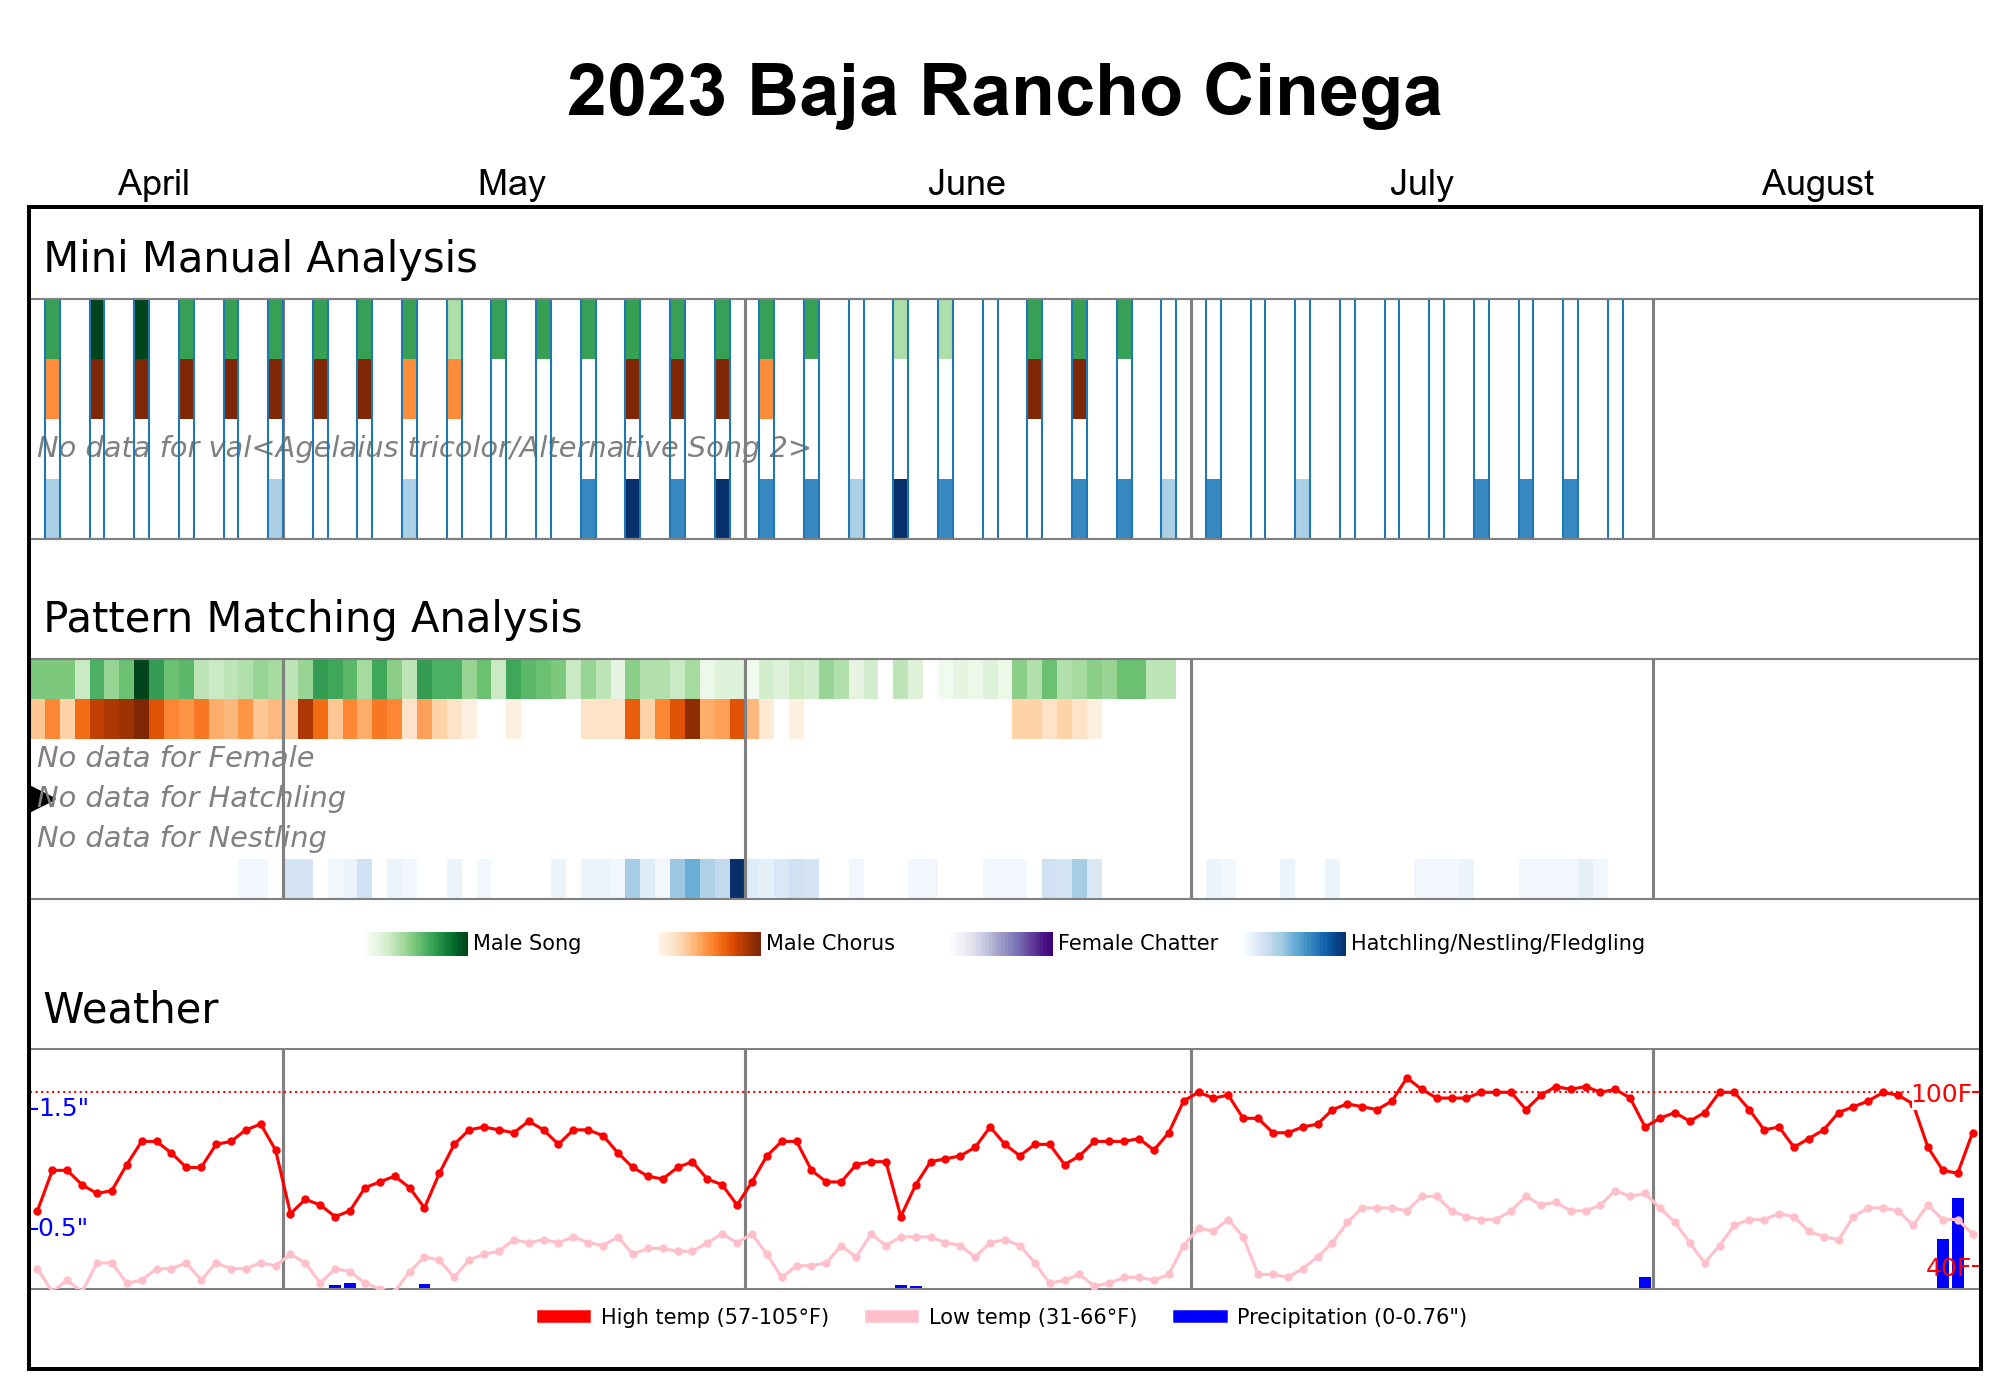 2023 Baja Rancho Cinega
April May June July August
Mini Manual Analysis
No data for val<Agelaius tricolor/Alternative Song 2>
Pattern Matching Analysis
No data for Female
No data for Hatchling
No data for Nestling
Male Song Male Chorus Female Chatter Hatchling/Nestling/Fledgling
Weather
100F
1.5"
0.5"
40F
High temp (57-105°F) Low temp (31-66°F) Precipitation (0-0.76")